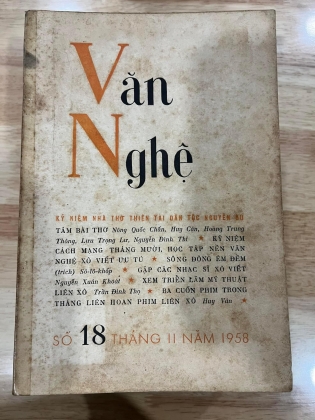 Văn
Nghệ
KỶ NIỆM NHÀ THƠ THIÊN TÀI DÂN TỘC NGUYỄN DU
TÁM BÀI THƠ Nông Quốc Chấn, Huy Cận, Hoàng Trung
Thông, Lưu Trọng Lư, Nguyễn Đình Thi ★ KỶ NIỆM
CÁCH MẠNG THÁNG MƯỜI, HỌC TẬP NỀN VĂN
NGHỆ XÔ VIẾT ƯU TÚ ★ SÔNG ĐÔNG ÊM ĐỀM
(trích) Sô-lô-khốp ★ GẶP CÁC NHẠC SĨ XÔ VIẾT
Nguyễn Xuân Khoát ★ XEM TRIỂN LÃM MỸ THUẬT
LIÊN XÔ Trần Đình Thọ ★ BA CUỐN PHIM TRONG
THÁNG LIÊN HOAN PHIM LIÊN XÔ Huy Vân ★
SỐ 18 THÁNG 11 NĂM 1958